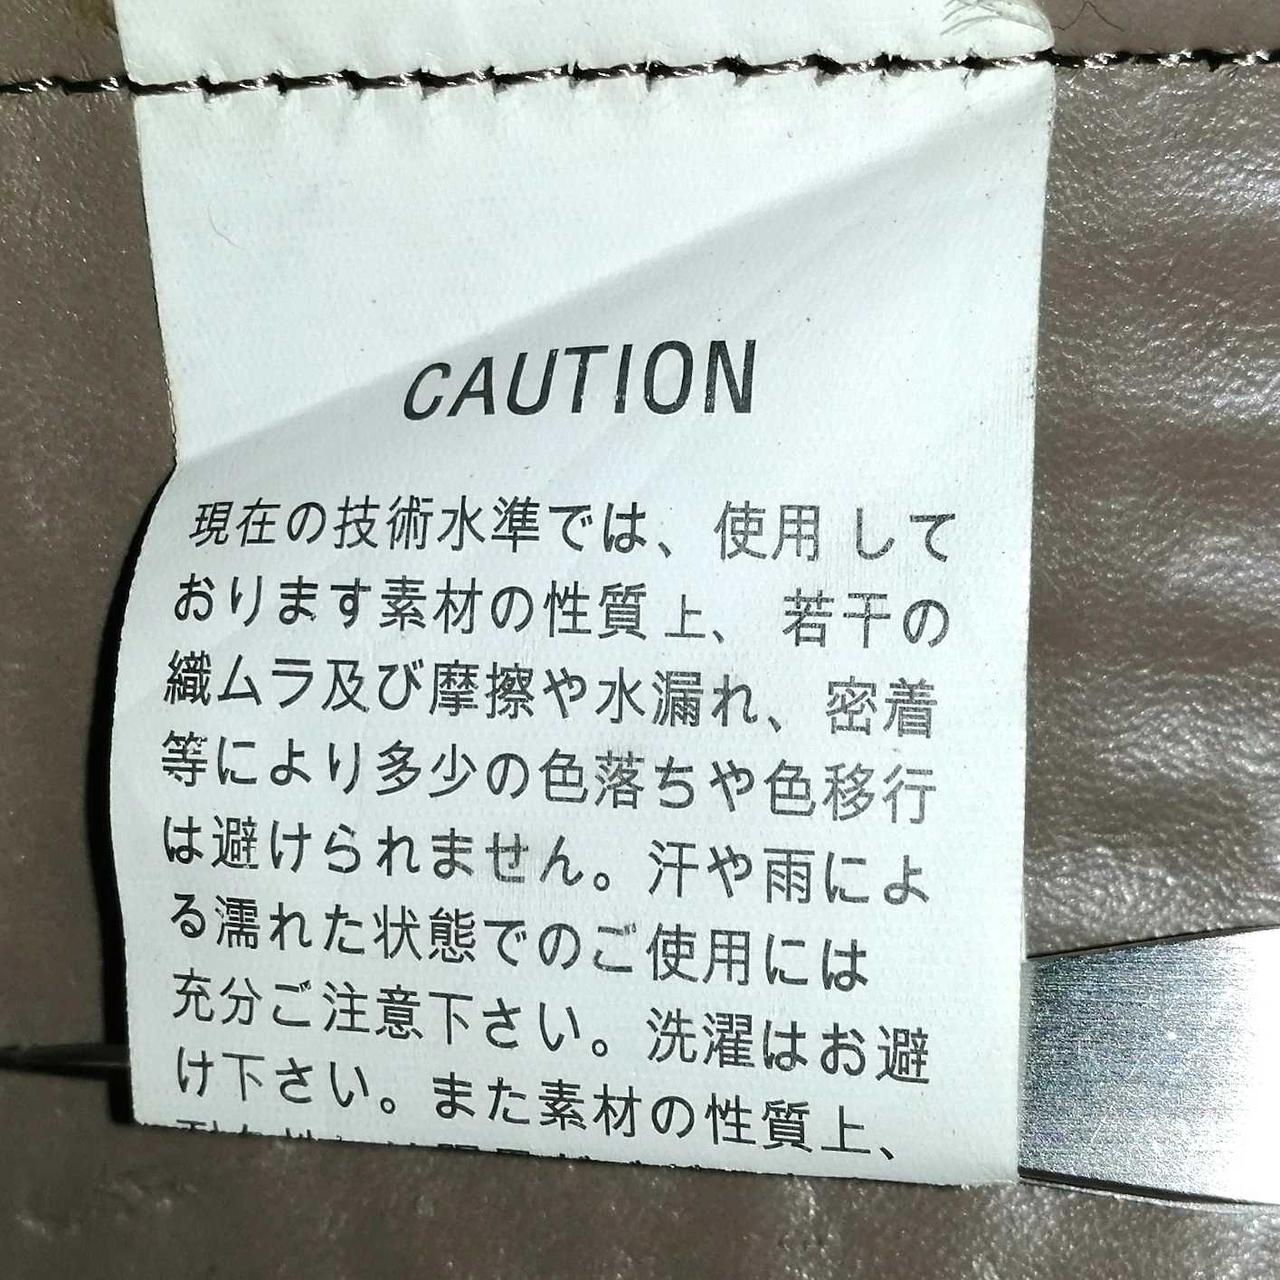 CAUTION
現在の技術水準では、使用して
おります素材の性質上、若干の
織ムラ及び摩擦や水漏れ、密着
等により多少の色落ちや色移行
は避けられません。汗や雨によ
る濡れた状態でのご使用には
充分ご注意下さい。洗濯はお避
け下さい。また素材の性質上、